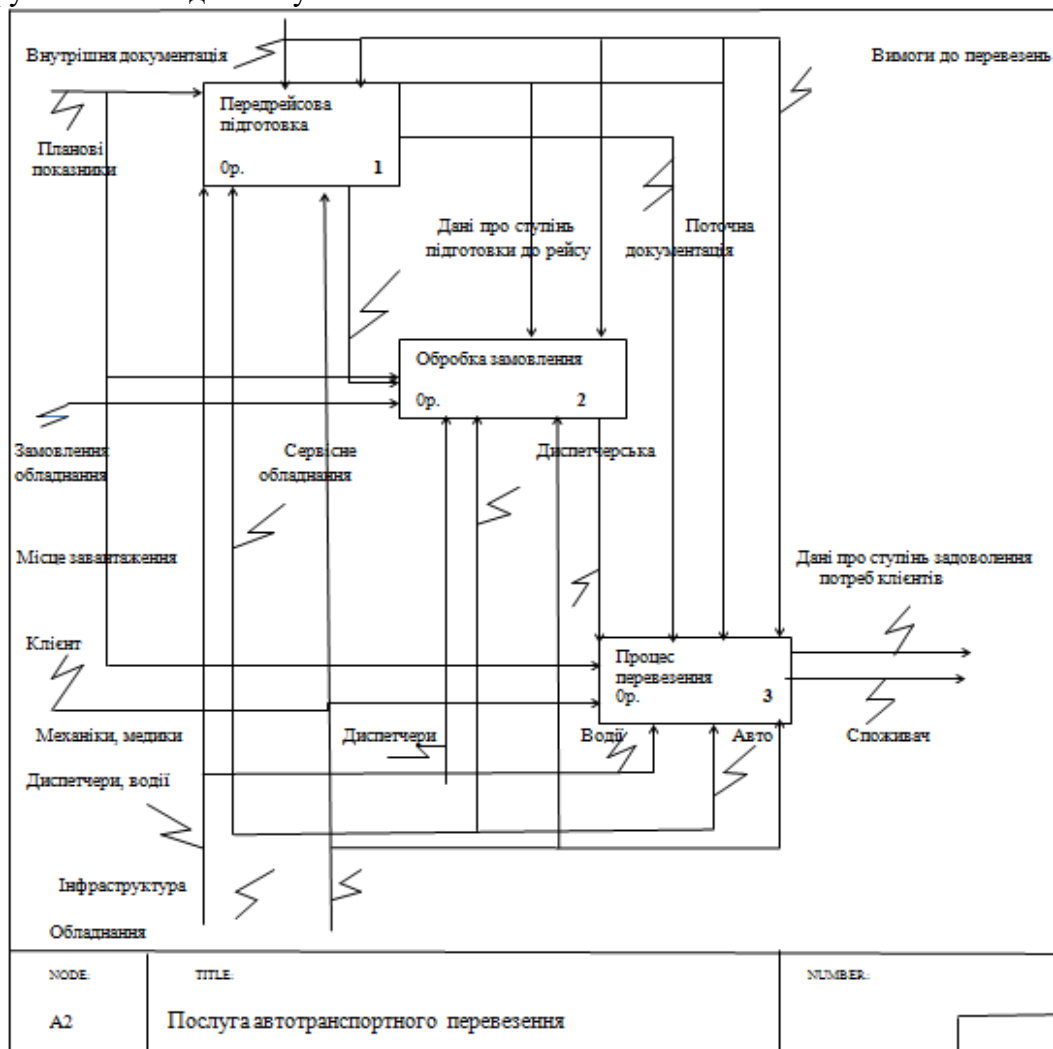 Внутрішня документація
Вимоги до перевезень
Передрейсова
підготовка
0р. 1
Планові
показники
Дані про ступінь
підготовки до рейсу
Поточна
документація
Обробка замовлення
0р. 2
Замовлення
обладнання
Сервісне
обладнання
Диспетчерська
Місце завантаження
Дані про ступінь задоволення
потреб клієнтів
Клієнт
Процес
перевезення
0р. 3
Механіки, медики
Диспетчери
Водії
Авто
Споживач
Диспетчери, водії
Інфраструктура
Обладнання
NODE:
TITLE:
NUMBER:
A2
Послуга автотранспортного перевезення